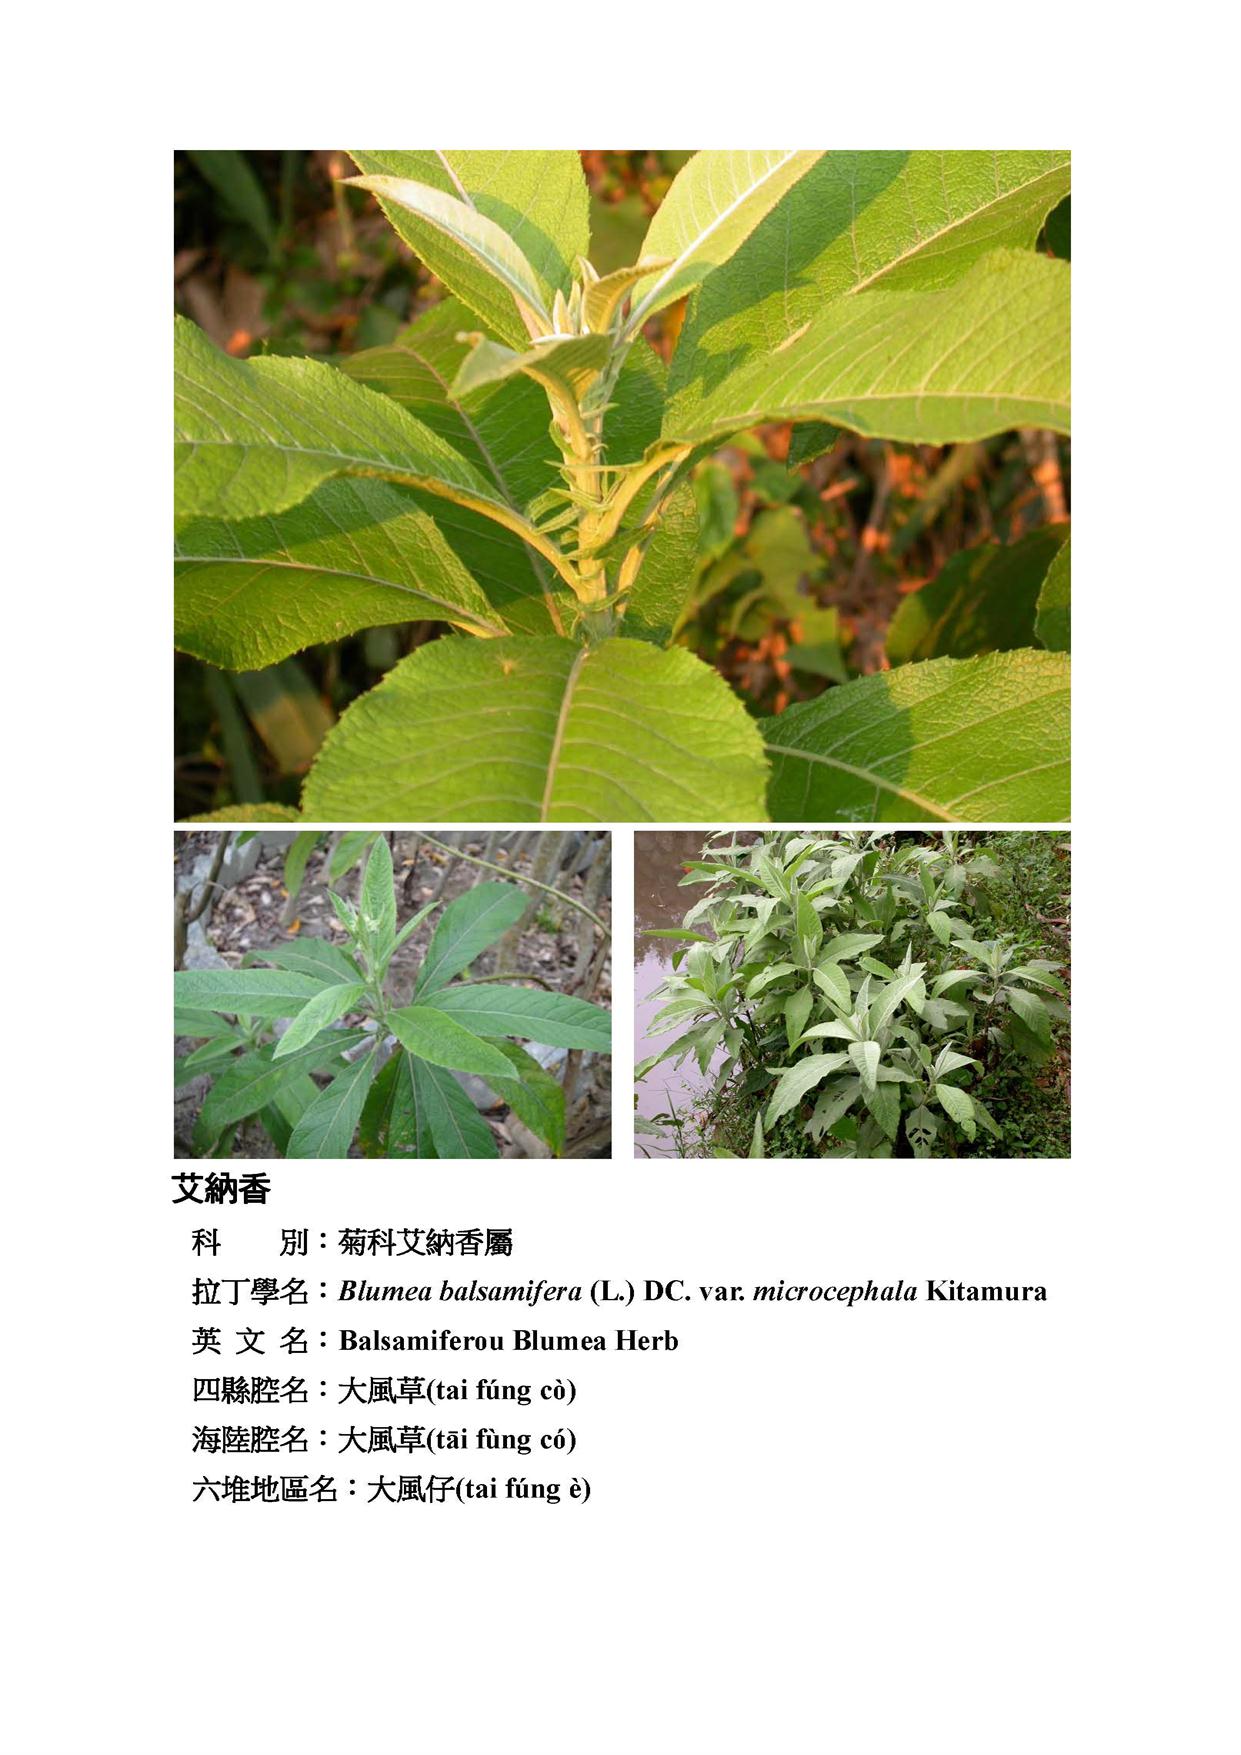 艾納香
科　　別：菊科艾納香屬
拉丁學名：Blumea balsamifera (L.) DC. var. microcephala Kitamura
英 文 名：Balsamiferou Blumea Herb
四縣腔名：大風草(tai fúng cò)
海陸腔名：大風草(tāi fùng có)
六堆地區名：大風仔(tai fúng è)